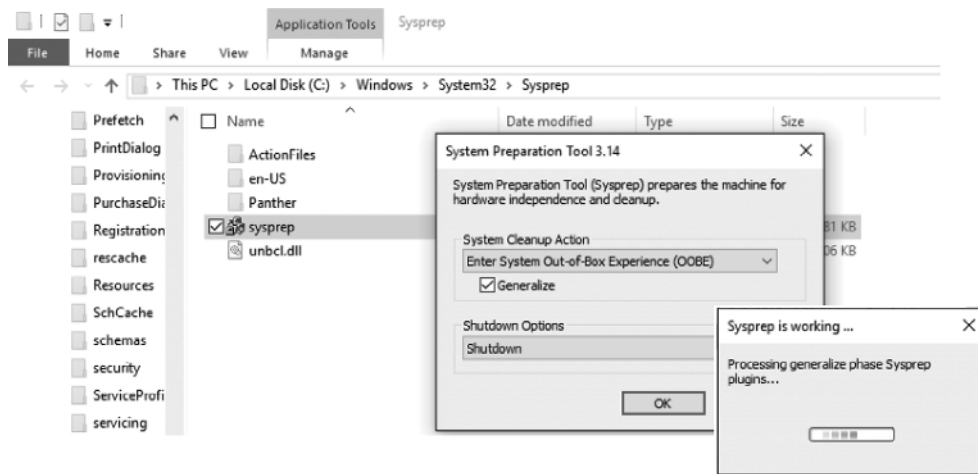 Application Tools Sysprep
File Home Share View Manage
This PC > Local Disk (C:) > Windows > System32 > Sysprep
Prefetch
PrintDialog
Provisioning
PurchaseDia
Registration
rescache
Resources
SchCache
schemas
security
ServiceProfi
servicing
Name Date modified Type Size
ActionFiles
en-US
Panther
sysprep 81 KB
unbcl.dll 06 KB
System Preparation Tool 3.14
System Preparation Tool (Sysprep) prepares the machine for
hardware independence and cleanup.
System Cleanup Action
Enter System Out-of-Box Experience (OOBE)
Generalize
Shutdown Options
Shutdown
OK
Sysprep is working ...
Processing generalize phase Sysprep
plugins...